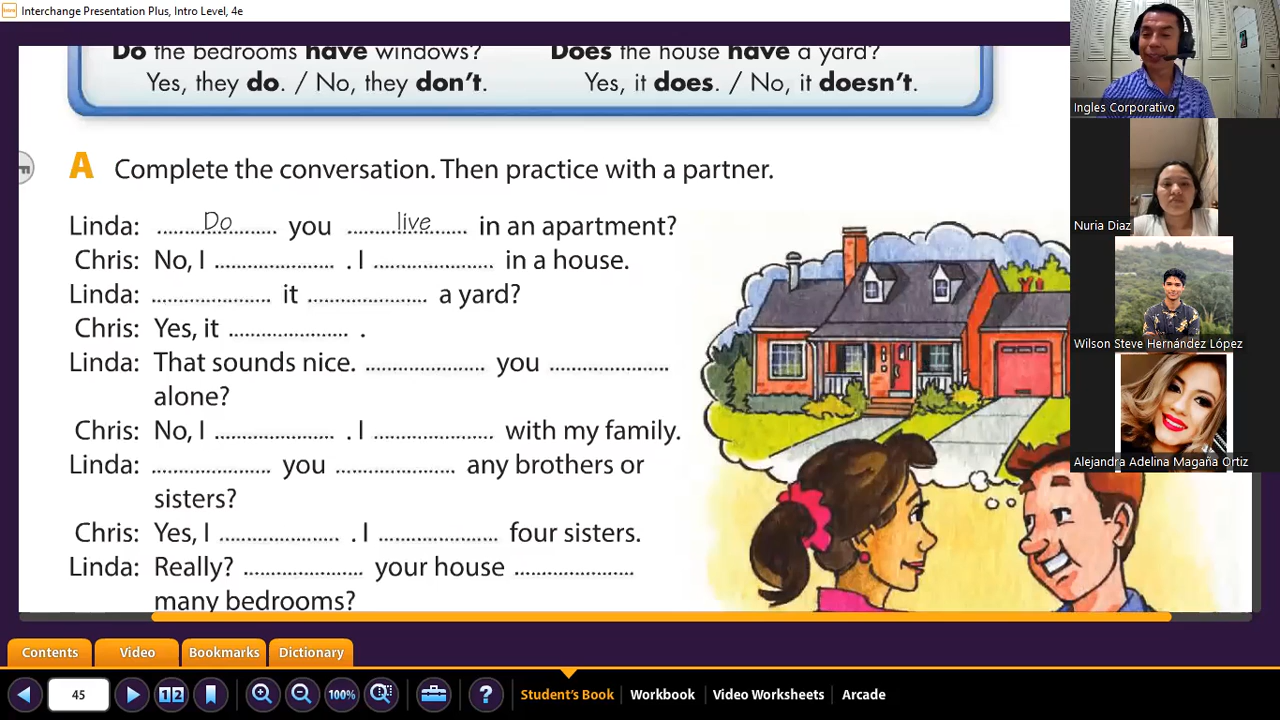 Interchange Presentation Plus, Intro Level, 4e
Do the bedrooms have windows? Does the house have a yard?
Yes, they do. / No, they don't. Yes, it does. / No, it doesn't.
A Complete the conversation. Then practice with a partner.
Linda: Do you live in an apartment?
Chris: No, I .................... . I .................... in a house.
Linda: .................... it .................... a yard?
Chris: Yes, it .................... .
Linda: That sounds nice. .................... you ....................
alone?
Chris: No, I .................... . I .................... with my family.
Linda: .................... you .................... any brothers or
sisters?
Chris: Yes, I .................... . I .................... four sisters.
Linda: Really? .................... your house ....................
many bedrooms?
Ingles Corporativo
Nuria Diaz
Wilson Steve Hernández López
Alejandra Adelina Magaña Ortiz
Contents Video Bookmarks Dictionary
45 1 2 100% ? Student's Book Workbook Video Worksheets Arcade